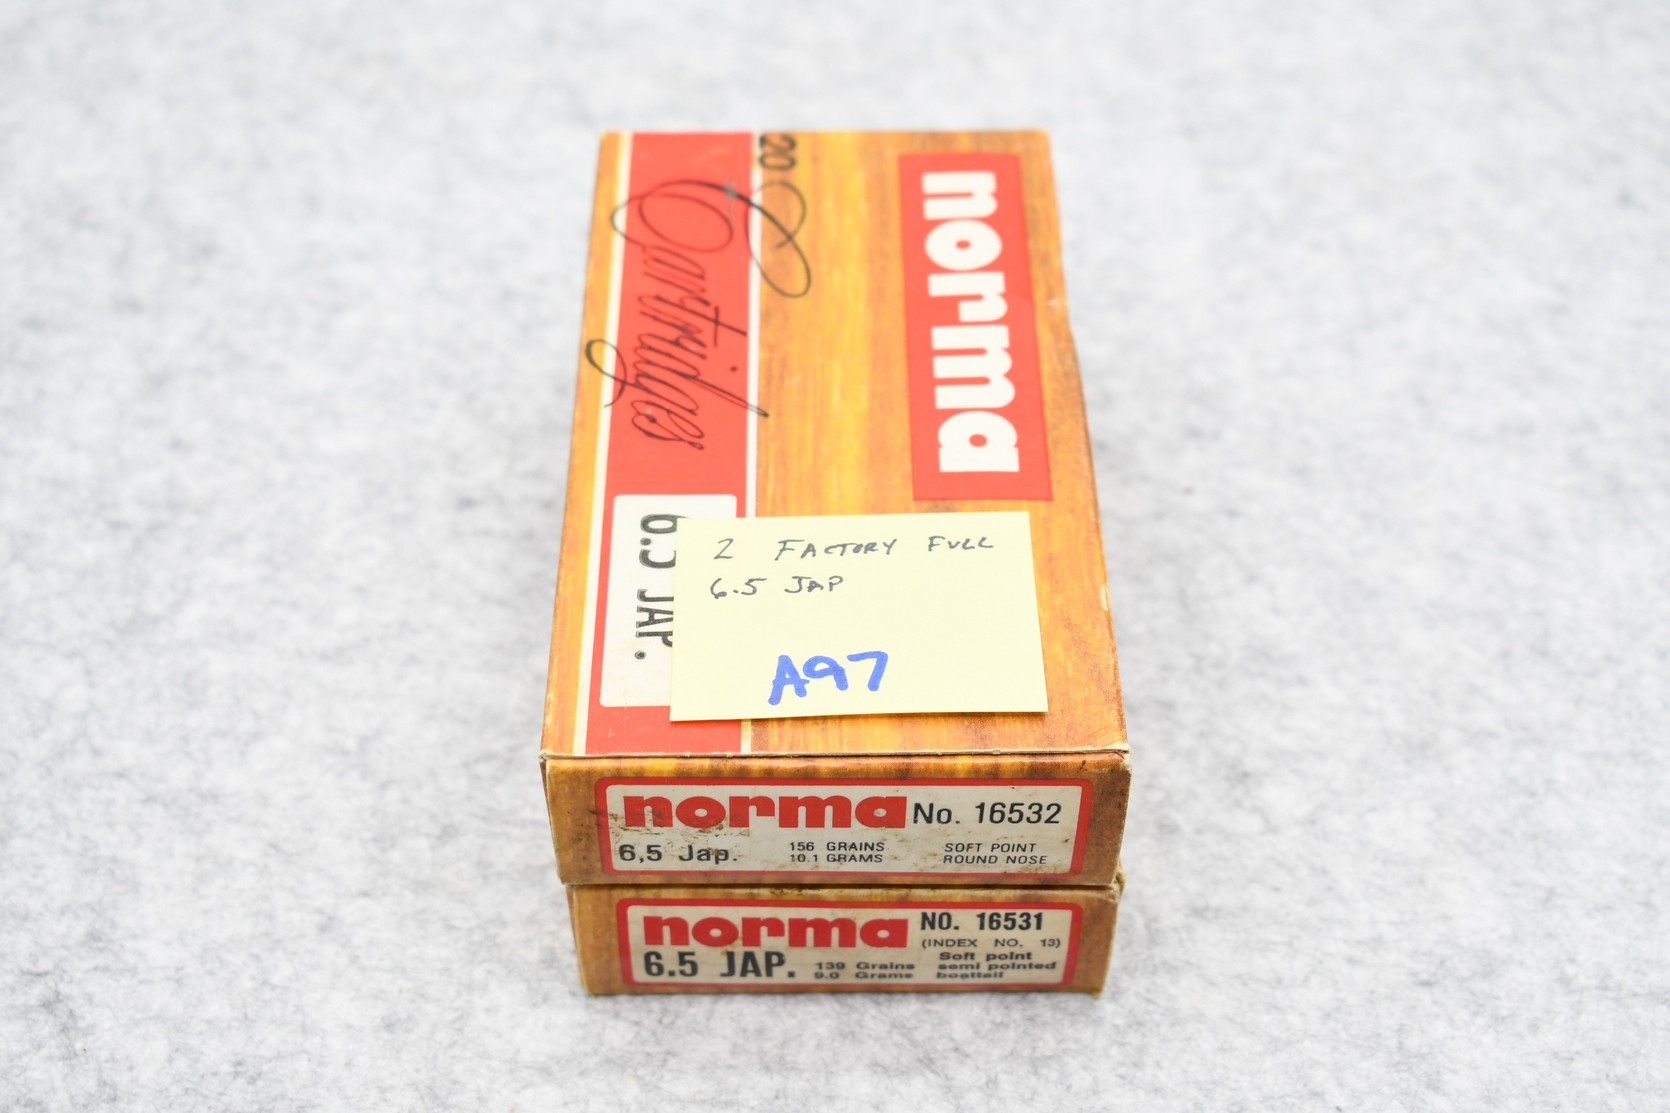 norma
20 Cartridges
6.5 JAP.
2 FACTORY FULL
6.5 JAP
A97
norma No. 16532
6,5 Jap. 156 GRAINS SOFT POINT
10.1 GRAMS ROUND NOSE
norma NO. 16531
(INDEX NO. 13)
6.5 JAP. 139 Grains Soft point
9.0 Grams semi pointed
boattail